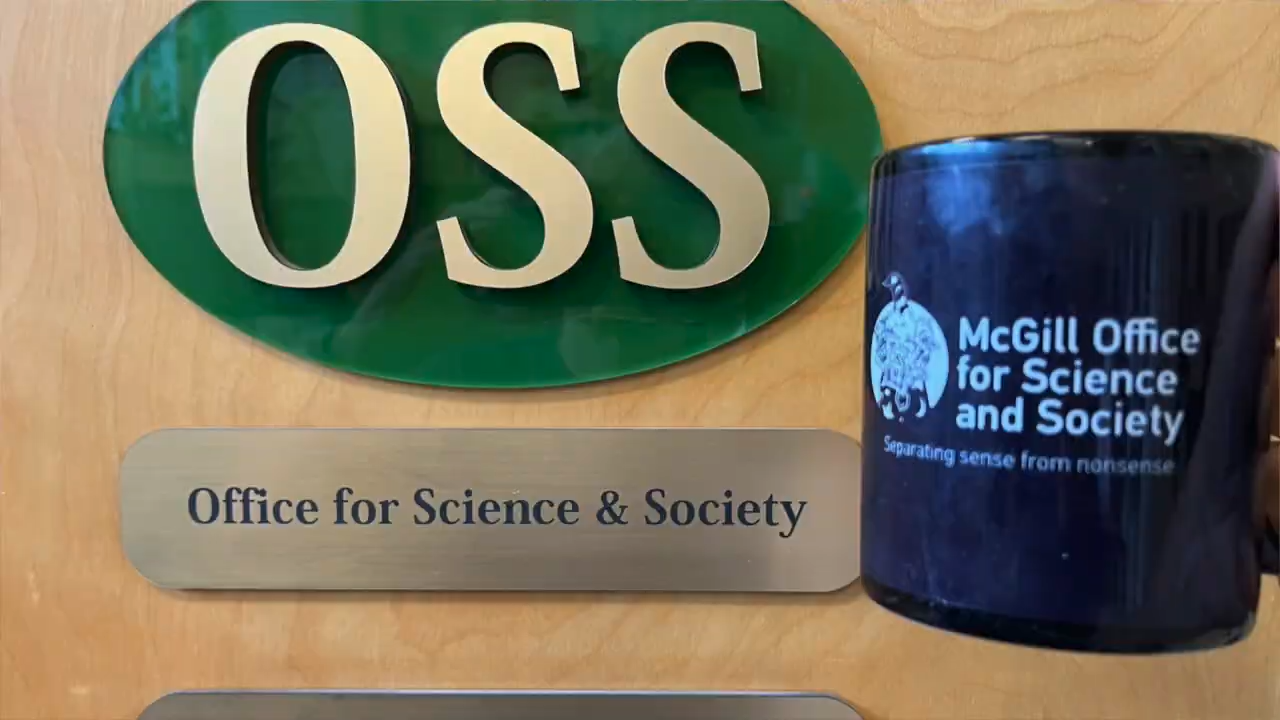 OSS
Office for Science & Society
McGill Office
for Science
and Society
Separating sense from nonsense